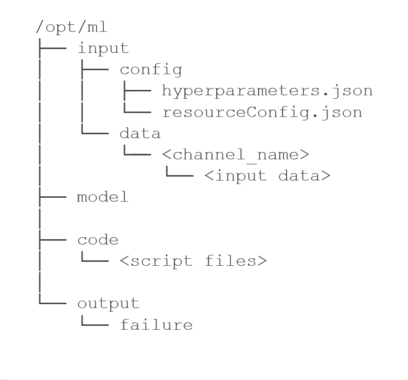 /opt/ml
├── input
│   ├── config
│   │   ├── hyperparameters.json
│   │   └── resourceConfig.json
│   └── data
│       └── <channel_name>
│           └── <input data>
├── model
│
├── code
│   └── <script files>
│
└── output
    └── failure